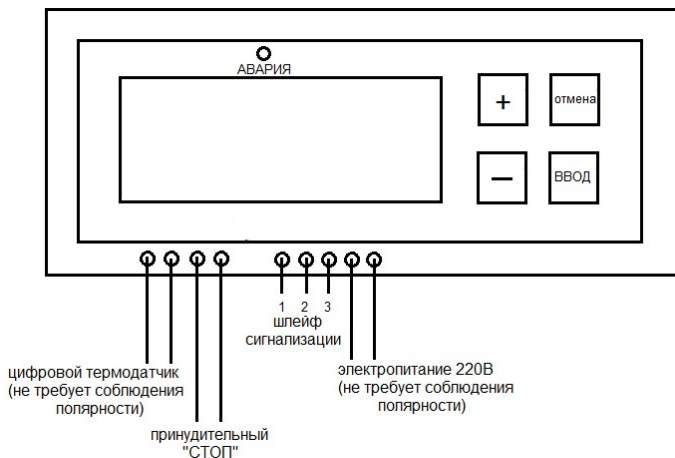 АВАРИЯ
+
отмена
—
ВВОД
1 2 3
шлейф
сигнализации
цифровой термодатчик
(не требует соблюдения
полярности)
электропитание 220В
(не требует соблюдения
полярности)
принудительный
"СТОП"